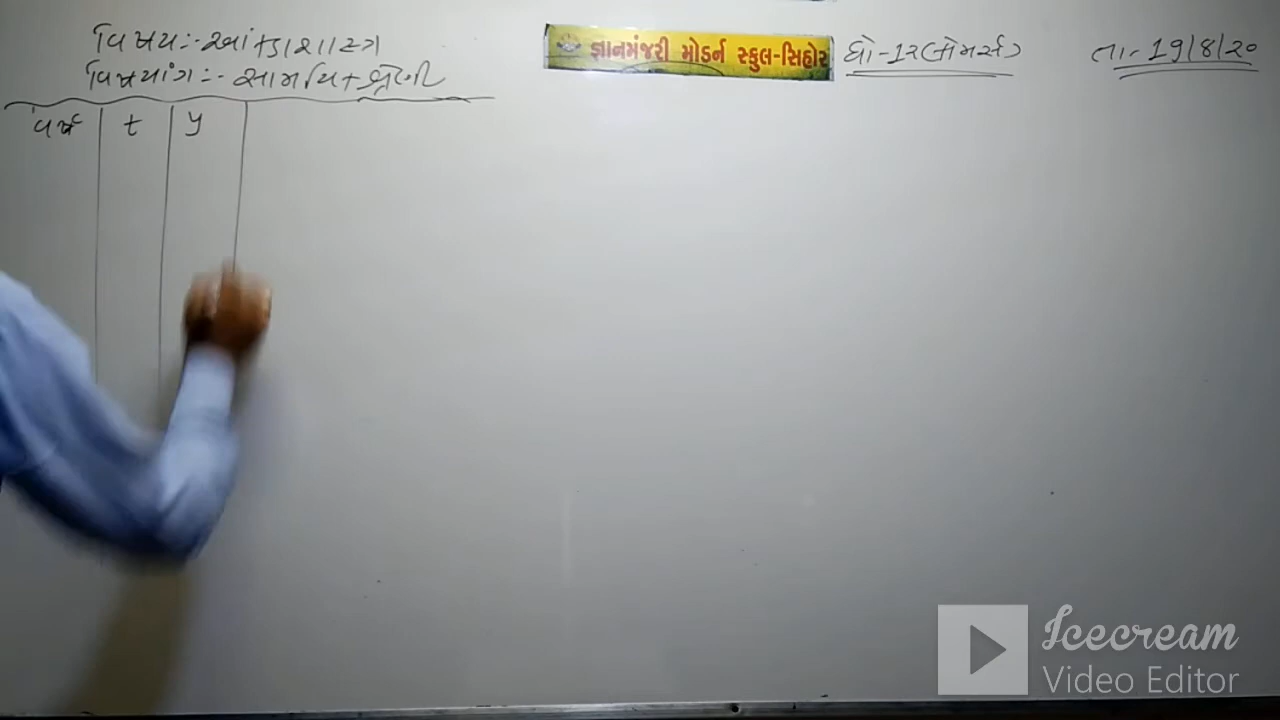 વિષય:- આંકડાશાસ્ત્ર
વિષયાંગ:- સામયિક શ્રેણી
જ્ઞાનમંજરી મોડર્ન સ્કુલ-સિહોર
ધો-12(કોમર્સ)
તા-19/8/20
વર્ષ t y
Icecream
Video Editor